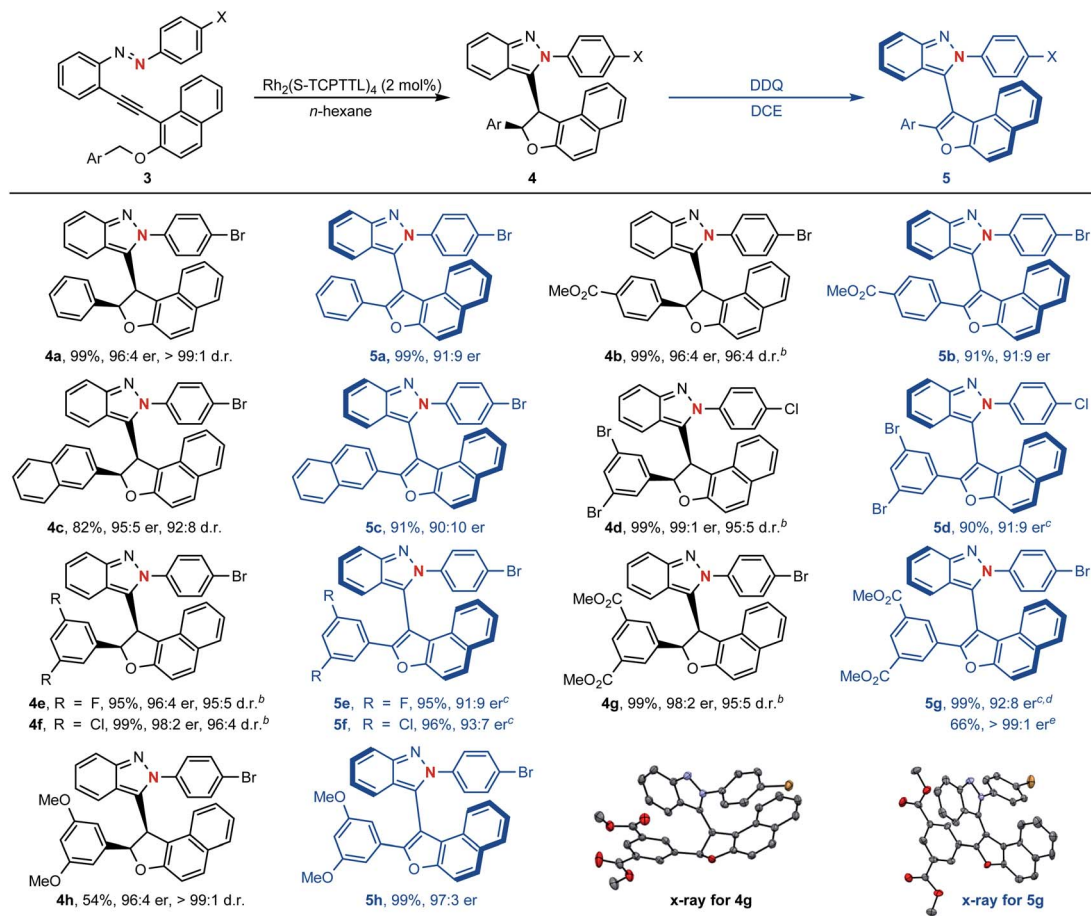 X
N
N
Ar
O
3
Rh₂(S-TCPTTL)₄ (2 mol%)
n-hexane
N
N
X
Ar
O
4
DDQ
DCE
N
N
X
Ar
O
5
N
N
Br
O
4a, 99%, 96:4 er, > 99:1 d.r.
N
N
Br
O
5a, 99%, 91:9 er
N
N
Br
MeO₂C
O
4b, 99%, 96:4 er, 96:4 d.r.ᵇ
N
N
Br
MeO₂C
O
5b, 91%, 91:9 er
N
N
Br
O
4c, 82%, 95:5 er, 92:8 d.r.
N
N
Br
O
5c, 91%, 90:10 er
N
N
Cl
Br
Br
O
4d, 99%, 99:1 er, 95:5 d.r.ᵇ
N
N
Cl
Br
Br
O
5d, 90%, 91:9 erᶜ
N
N
Br
R
R
O
4e, R = F, 95%, 96:4 er, 95:5 d.r.ᵇ
4f, R = Cl, 99%, 98:2 er, 96:4 d.r.ᵇ
N
N
Br
R
R
O
5e, R = F, 95%, 91:9 erᶜ
5f, R = Cl, 96%, 93:7 erᶜ
N
N
Br
MeO₂C
MeO₂C
O
4g, 99%, 98:2 er, 95:5 d.r.ᵇ
N
N
Br
MeO₂C
MeO₂C
O
5g, 99%, 92:8 erᶜ,ᵈ
66%, > 99:1 erᵉ
N
N
Br
MeO
MeO
O
4h, 54%, 96:4 er, > 99:1 d.r.
N
N
Br
MeO
MeO
O
5h, 99%, 97:3 er
x-ray for 4g
x-ray for 5g